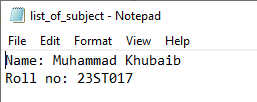 list_of_subject - Notepad
File Edit Format View Help
Name: Muhammad Khubaib
Roll no: 23ST017